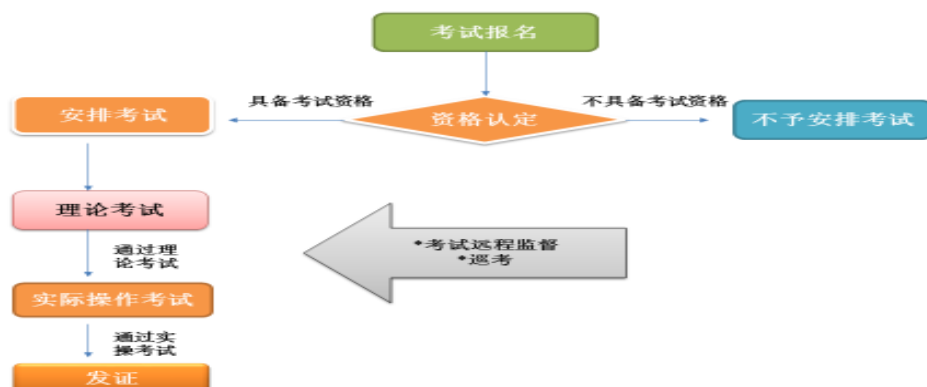 考试报名
具备考试资格
不具备考试资格
安排考试
资格认定
不予安排考试
理论考试
*考试远程监督
*巡考
通过理
论考试
实际操作考试
通过实
操考试
发证